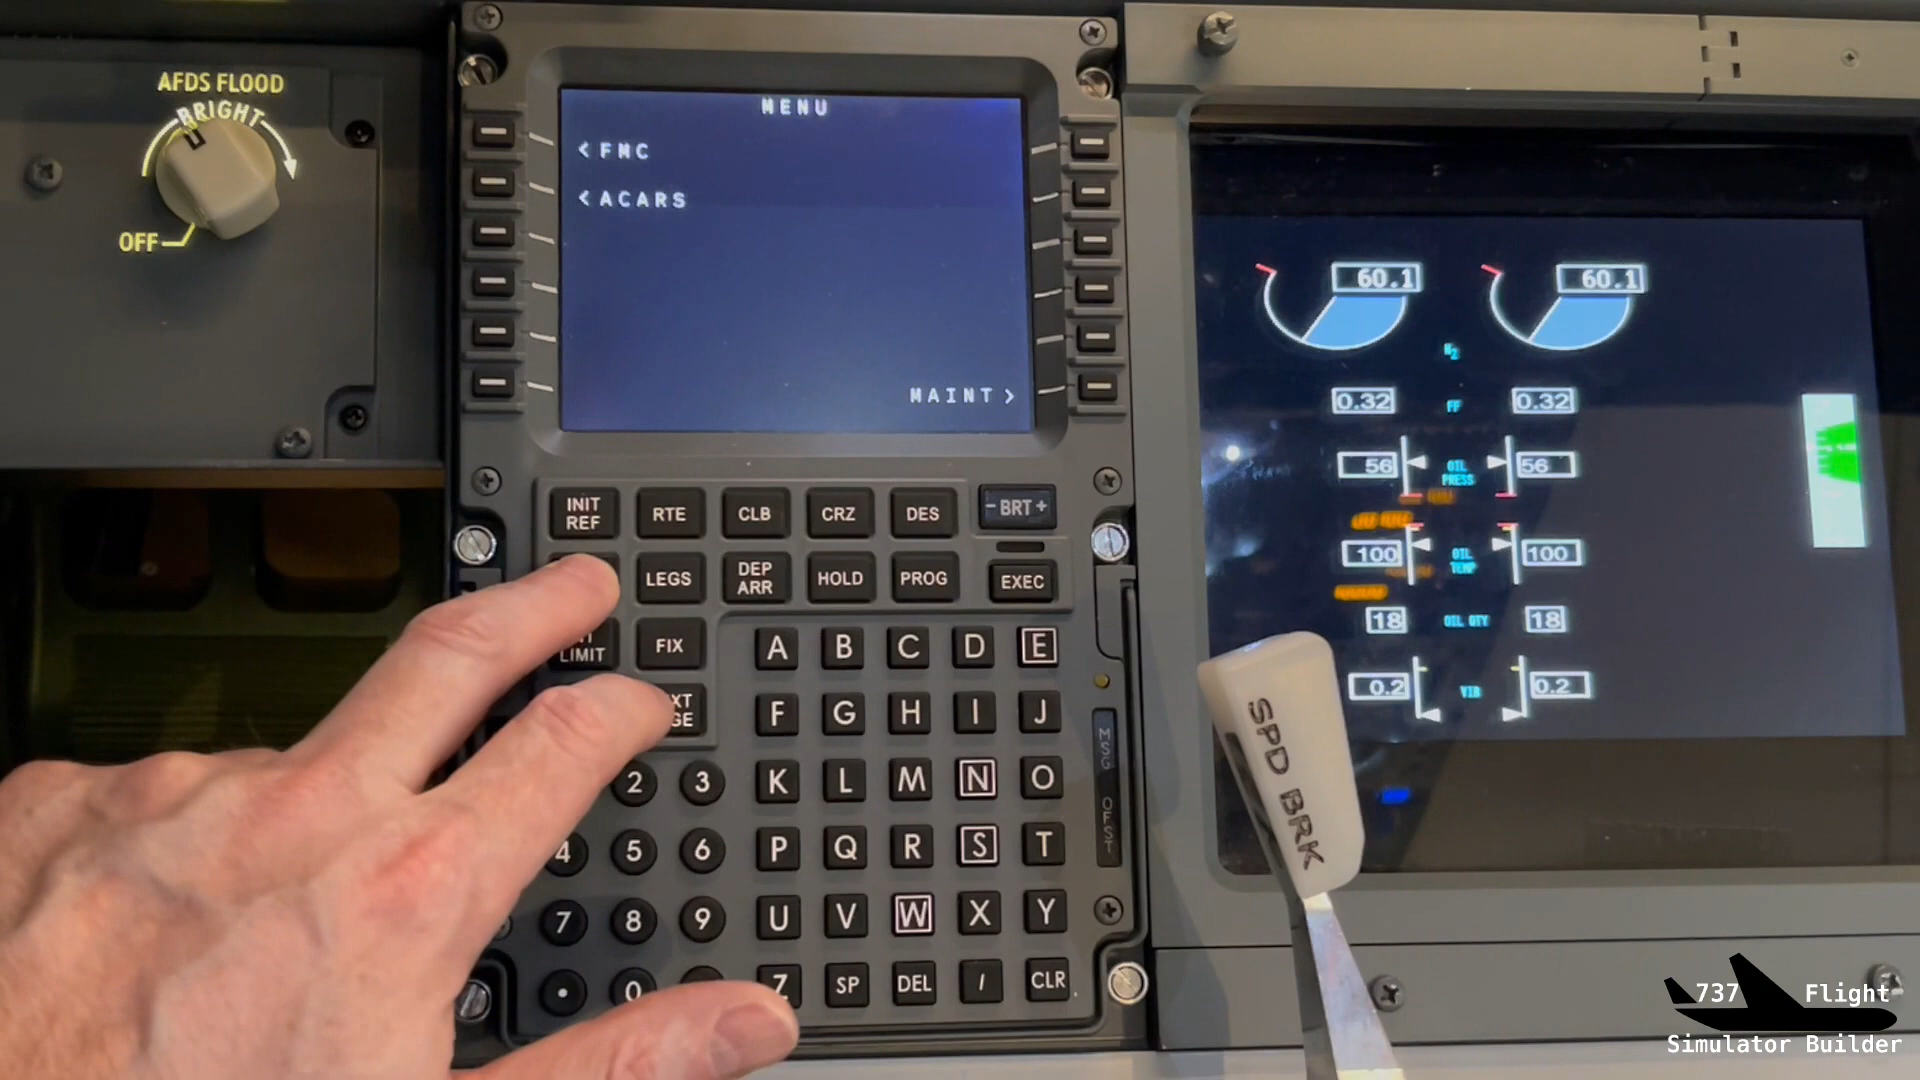 AFDS FLOOD
BRIGHT
OFF
MENU
<FMC
<ACARS
MAINT>
INIT
REF
RTE
CLB
CRZ
DES
- BRT +
LEGS
DEP
ARR
HOLD
PROG
EXEC
LIMIT
FIX
A
B
C
D
E
F
G
H
I
J
2
3
K
L
M
N
O
4
5
6
P
Q
R
S
T
7
8
9
U
V
W
X
Y
0
Z
SP
DEL
/
CLR
MSG
OFST
60.1
60.1
N2
0.32
FF
0.32
56
OIL
PRESS
56
100
OIL
TEMP
100
18
OIL QTY
18
0.2
VIB
0.2
SPD BRK
737 Flight
Simulator Builder